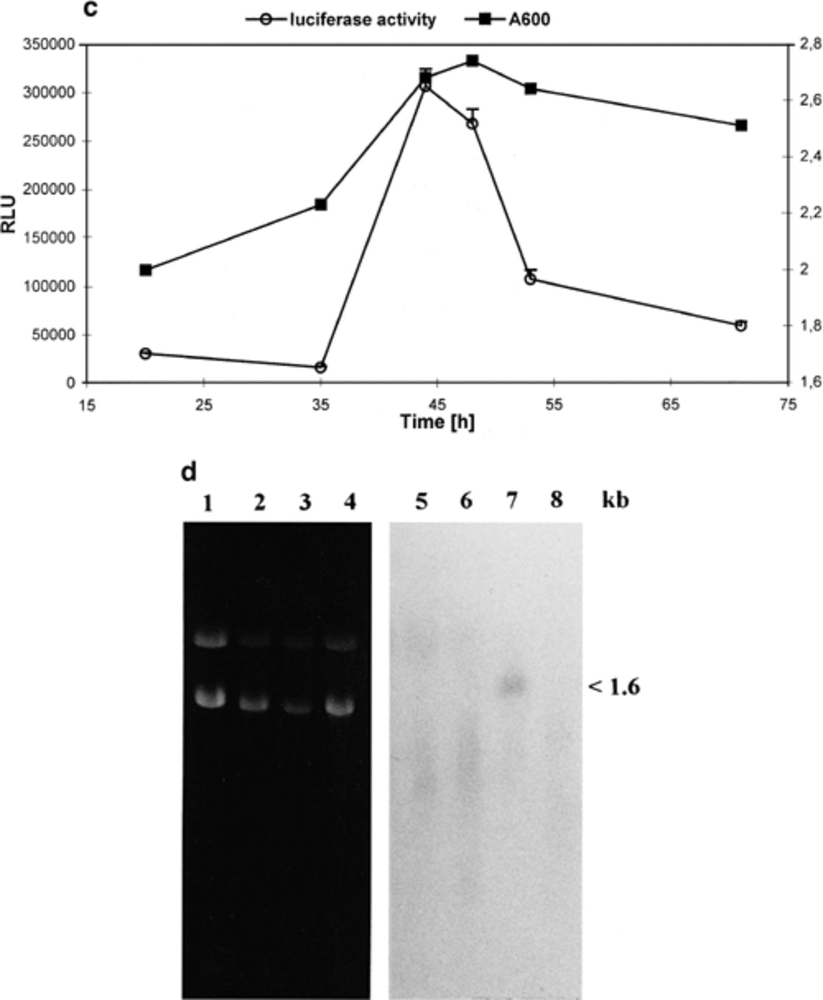 c
luciferase activity A600
350000 2,8
300000
2,6
250000
2,4
200000
2,2
RLU
150000
100000 2
50000 1,8
0 1,6
15 25 35 45 55 65 75
Time [h]
d
1 2 3 4 5 6 7 8 kb
< 1.6